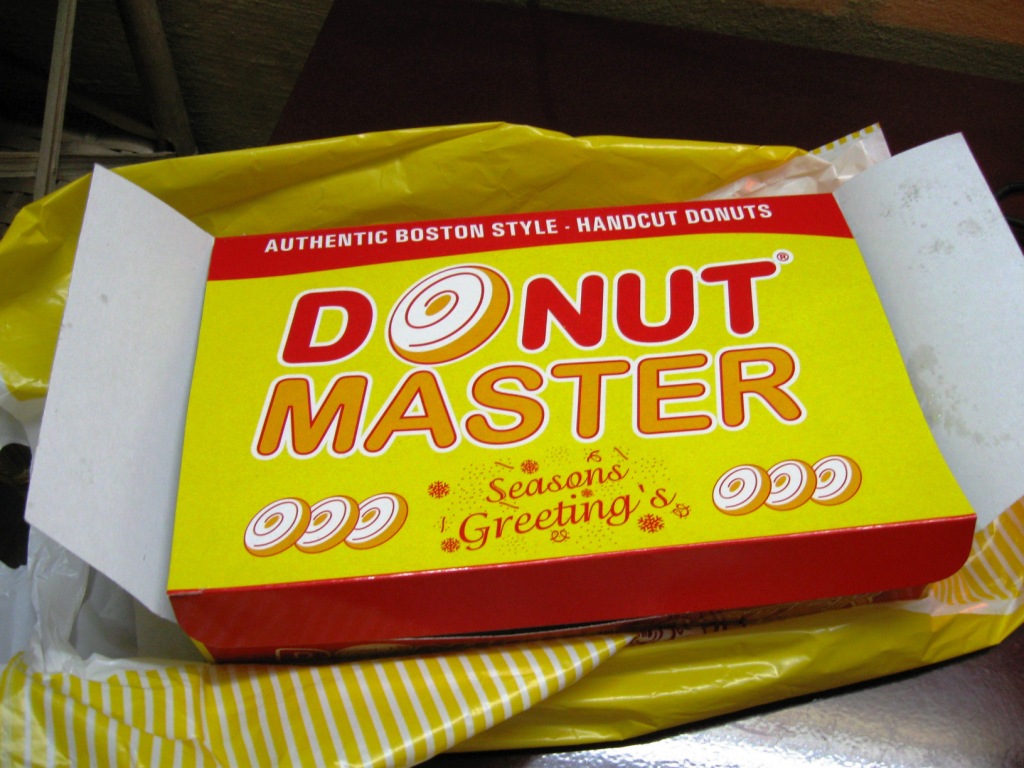 AUTHENTIC BOSTON STYLE - HANDCUT DONUTS
DONUT®
MASTER
Seasons
Greeting's